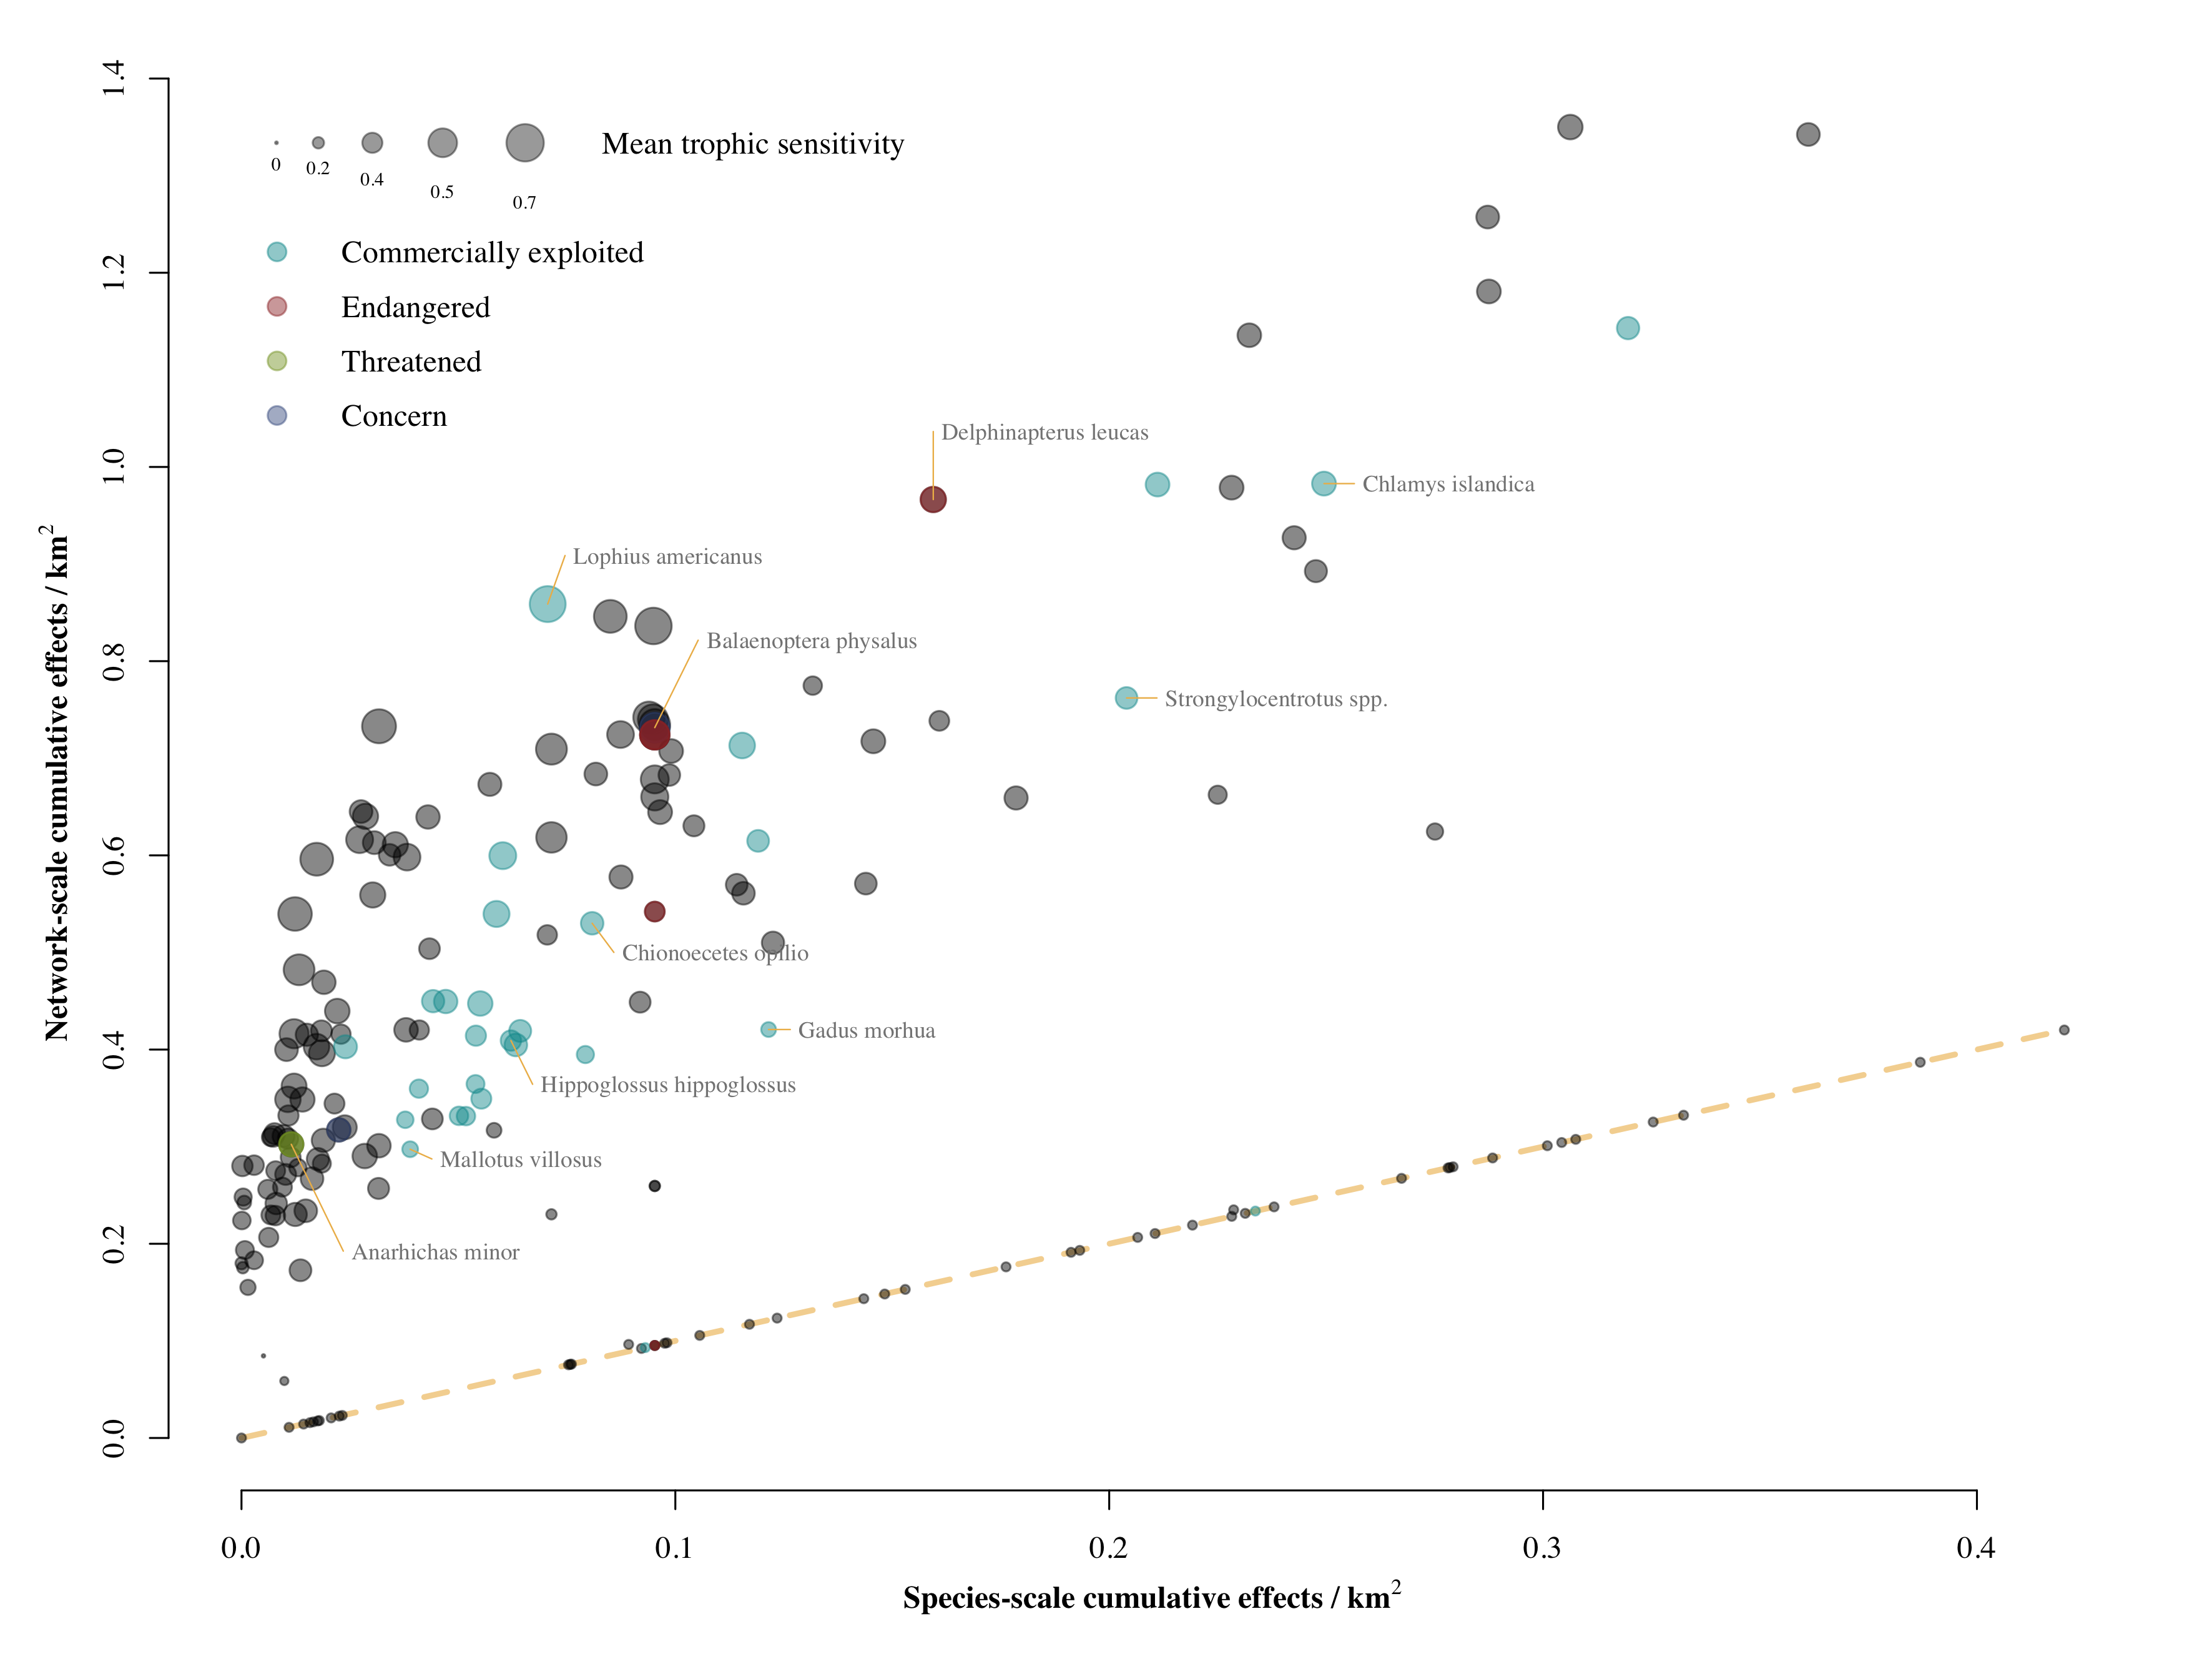 1.4
1.2
1.0
0.8
0.6
0.4
0.2
0.0
Network-scale cumulative effects / km²
0
0.2
0.4
0.5
0.7
Mean trophic sensitivity
Commercially exploited
Endangered
Threatened
Concern
Delphinapterus leucas
Chlamys islandica
Lophius americanus
Balaenoptera physalus
Strongylocentrotus spp.
Chionoecetes opilio
Gadus morhua
Hippoglossus hippoglossus
Mallotus villosus
Anarhichas minor
0.0
0.1
0.2
0.3
0.4
Species-scale cumulative effects / km²